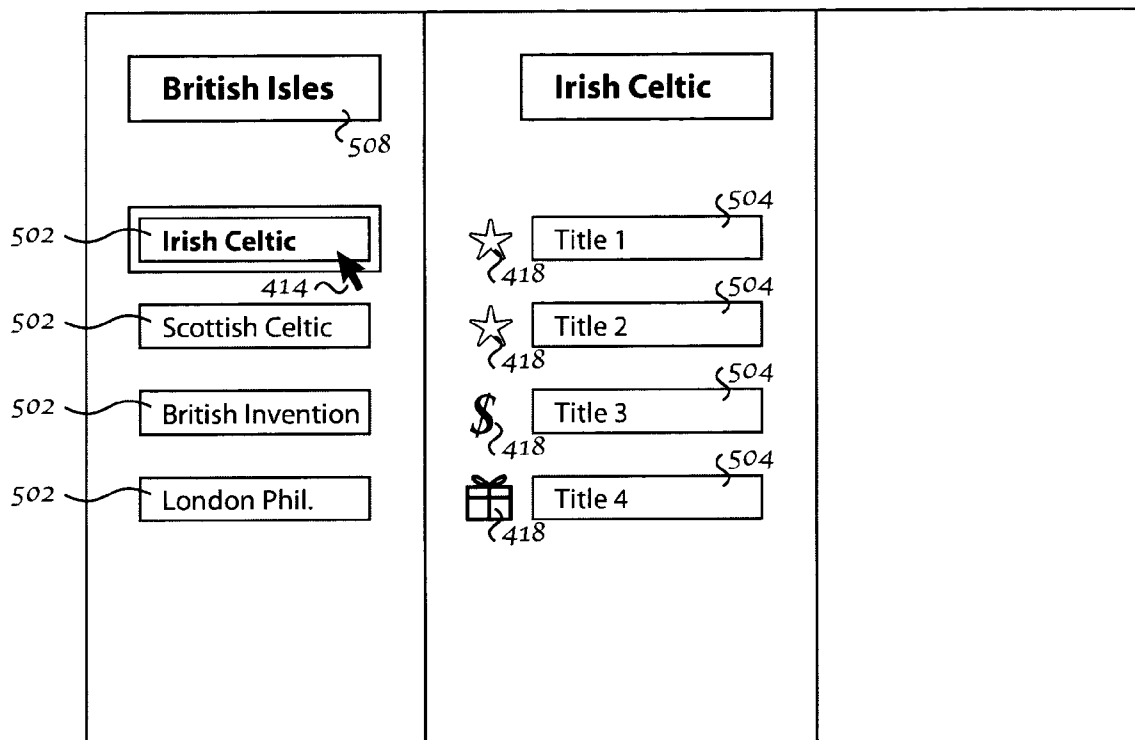 British Isles
508
Irish Celtic
502
Irish Celtic
414
502
Scottish Celtic
502
British Invention
502
London Phil.
504
Title 1
418
504
Title 2
418
504
$
Title 3
418
504
Title 4
418